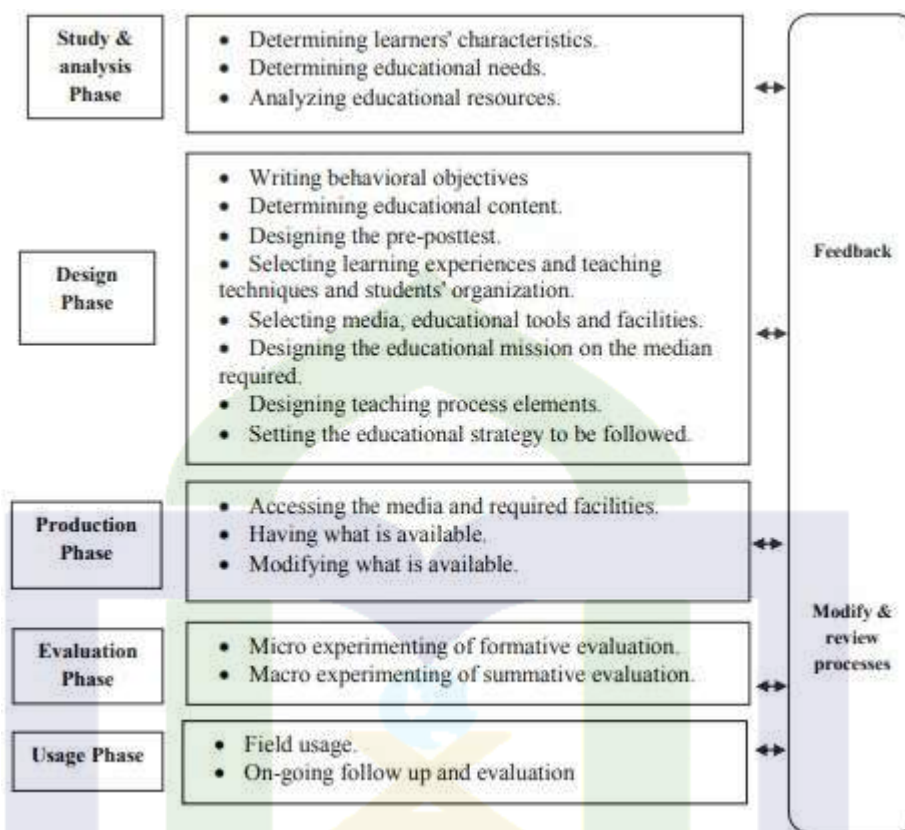 Study &
analysis
Phase
• Determining learners' characteristics.
• Determining educational needs.
• Analyzing educational resources.
Design
Phase
• Writing behavioral objectives
• Determining educational content.
• Designing the pre-posttest.
• Selecting learning experiences and teaching
techniques and students' organization.
• Selecting media, educational tools and facilities.
• Designing the educational mission on the median
required.
• Designing teaching process elements.
• Setting the educational strategy to be followed.
Production
Phase
• Accessing the media and required facilities.
• Having what is available.
• Modifying what is available.
Evaluation
Phase
• Micro experimenting of formative evaluation.
• Macro experimenting of summative evaluation.
Usage Phase
• Field usage.
• On-going follow up and evaluation
Feedback
Modify &
review
processes